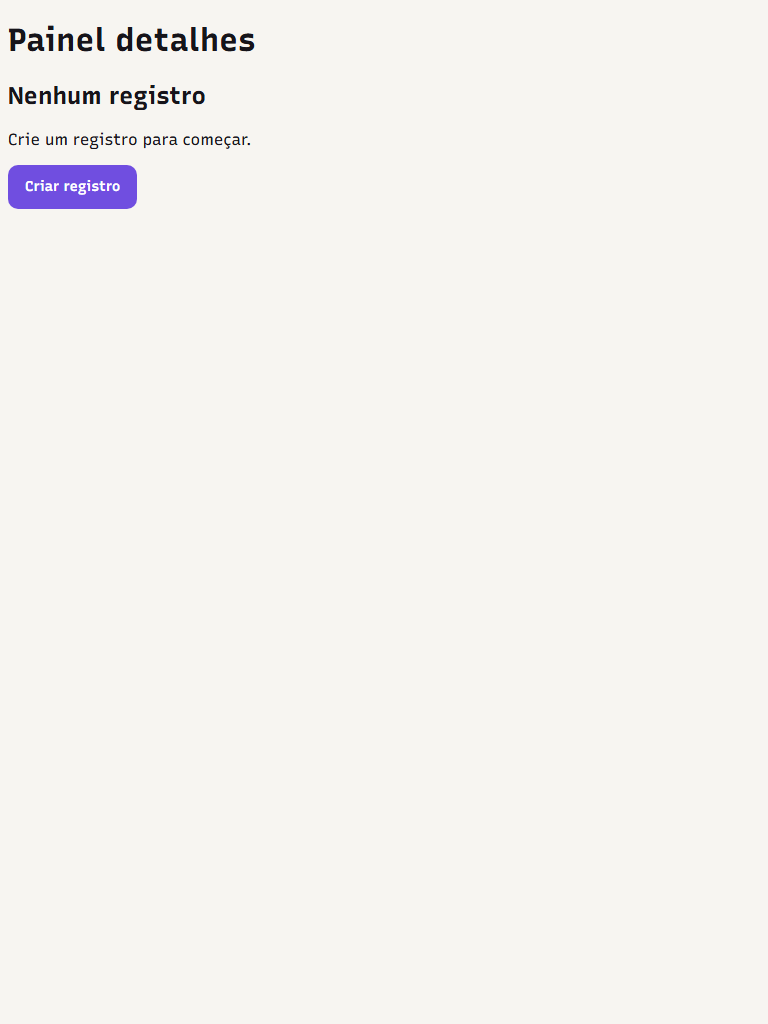 Painel detalhes
Nenhum registro
Crie um registro para começar.
Criar registro